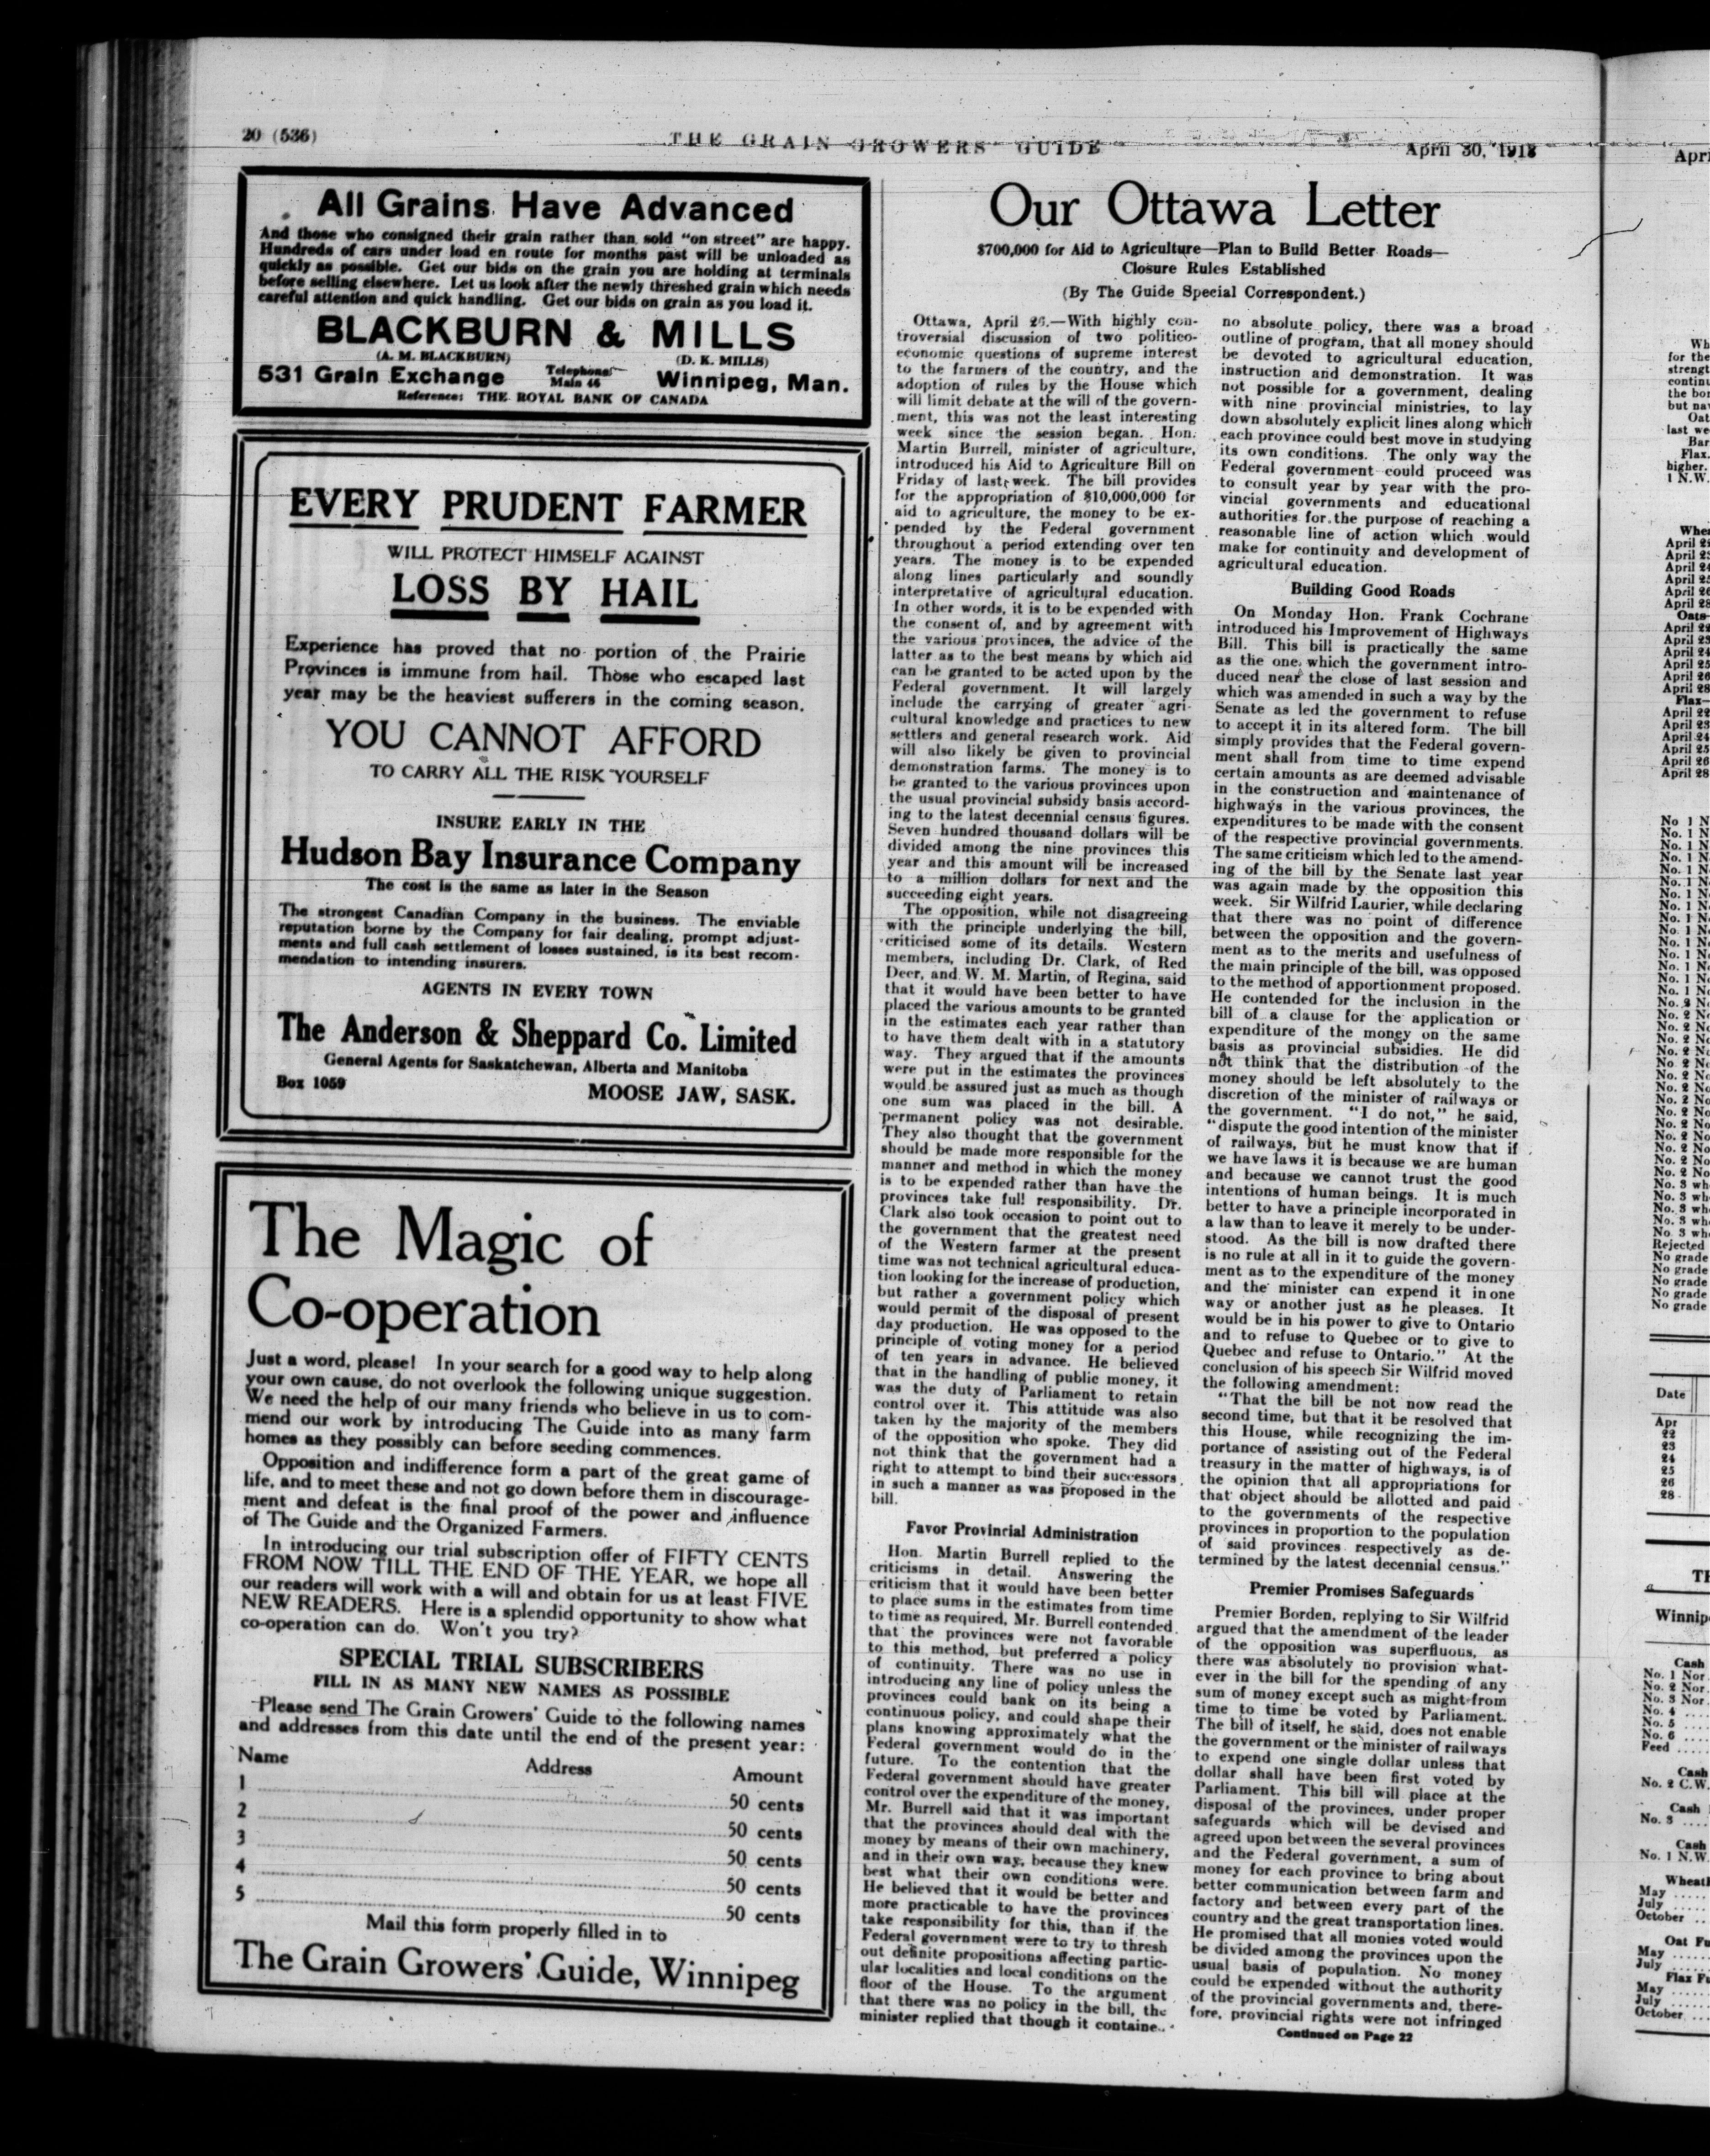 20 (536)
THE GRAIN GROWERS' GUIDE
April 30, 1913
All Grains Have Advanced
And those who consigned their grain rather than sold "on street" are happy.
Hundreds of cars under load en route for months past will be unloaded as
quickly as possible. Get our bids on the grain you are holding at terminals
before selling elsewhere. Let us look after the newly threshed grain which needs
careful attention and quick handling. Get our bids on grain as you load it.
BLACKBURN & MILLS
(A. M. BLACKBURN) (D. K. MILLS)
531 Grain Exchange Telephone Main 46 Winnipeg, Man.
Reference: THE ROYAL BANK OF CANADA
EVERY PRUDENT FARMER
WILL PROTECT HIMSELF AGAINST
LOSS BY HAIL
Experience has proved that no portion of the Prairie
Provinces is immune from hail. Those who escaped last
year may be the heaviest sufferers in the coming season.
YOU CANNOT AFFORD
TO CARRY ALL THE RISK YOURSELF
INSURE EARLY IN THE
Hudson Bay Insurance Company
The cost is the same as later in the Season
The strongest Canadian Company in the business. The enviable
reputation borne by the Company for fair dealing, prompt adjust-
ments and full cash settlement of losses sustained, is its best recom-
mendation to intending insurers.
AGENTS IN EVERY TOWN
The Anderson & Sheppard Co. Limited
General Agents for Saskatchewan, Alberta and Manitoba
Box 1059
MOOSE JAW, SASK.
The Magic of
Co-operation
Just a word, please! In your search for a good way to help along
your own cause, do not overlook the following unique suggestion.
We need the help of our many friends who believe in us to com-
mend our work by introducing The Guide into as many farm
homes as they possibly can before seeding commences.
Opposition and indifference form a part of the great game of
life, and to meet these and not go down before them in discourage-
ment and defeat is the final proof of the power and influence
of The Guide and the Organized Farmers.
In introducing our trial subscription offer of FIFTY CENTS
FROM NOW TILL THE END OF THE YEAR, we hope all
our readers will work with a will and obtain for us at least FIVE
NEW READERS. Here is a splendid opportunity to show what
co-operation can do. Won't you try?
SPECIAL TRIAL SUBSCRIBERS
FILL IN AS MANY NEW NAMES AS POSSIBLE
Please send The Grain Growers' Guide to the following names
and addresses from this date until the end of the present year:
Name Address Amount
1 50 cents
2 50 cents
3 50 cents
4 50 cents
5 50 cents
Mail this form properly filled in to
The Grain Growers' Guide, Winnipeg
Our Ottawa Letter
$700,000 for Aid to Agriculture—Plan to Build Better Roads—
Closure Rules Established
(By The Guide Special Correspondent.)
Ottawa, April 26.—With highly con-
troversial discussion of two politico-
economic questions of supreme interest
to the farmers of the country, and the
adoption of rules by the House which
will limit debate at the will of the govern-
ment, this was not the least interesting
week since the session began. Hon.
Martin Burrell, minister of agriculture,
introduced his Aid to Agriculture Bill on
Friday of last week. The bill provides
for the appropriation of $10,000,000 for
aid to agriculture, the money to be ex-
pended by the Federal government
throughout a period extending over ten
years. The money is to be expended
along lines particularly and soundly
interpretative of agricultural education.
In other words, it is to be expended with
the consent of, and by agreement with
the various provinces, the advice of the
latter as to the best means by which aid
can be granted to be acted upon by the
Federal government. It will largely
include the carrying of greater agri-
cultural knowledge and practices to new
settlers and general research work. Aid
will also likely be given to provincial
demonstration farms. The money is to
be granted to the various provinces upon
the usual provincial subsidy basis accord-
ing to the latest decennial census figures.
Seven hundred thousand dollars will be
divided among the nine provinces this
year and this amount will be increased
to a million dollars for next and the
succeeding eight years.
The opposition, while not disagreeing
with the principle underlying the bill,
criticised some of its details. Western
members, including Dr. Clark, of Red
Deer, and W. M. Martin, of Regina, said
that it would have been better to have
placed the various amounts to be granted
in the estimates each year rather than
to have them dealt with in a statutory
way. They argued that if the amounts
were put in the estimates the provinces
would be assured just as much as though
one sum was placed in the bill. A
permanent policy was not desirable.
They also thought that the government
should be made more responsible for the
manner and method in which the money
is to be expended rather than have the
provinces take full responsibility. Dr.
Clark also took occasion to point out to
the government that the greatest need
of the Western farmer at the present
time was not technical agricultural educa-
tion looking for the increase of production,
but rather a government policy which
would permit of the disposal of present
day production. He was opposed to the
principle of voting money for a period
of ten years in advance. He believed
that in the handling of public money, it
was the duty of Parliament to retain
control over it. This attitude was also
taken by the majority of the members
of the opposition who spoke. They did
not think that the government had a
right to attempt to bind their successors
in such a manner as was proposed in the
bill.
Favor Provincial Administration
Hon. Martin Burrell replied to the
criticisms in detail. Answering the
criticism that it would have been better
to place sums in the estimates from time
to time as required, Mr. Burrell contended
that the provinces were not favorable
to this method, but preferred a policy
of continuity. There was no use in
introducing any line of policy unless the
provinces could bank on its being a
continuous policy, and could shape their
plans knowing approximately what the
Federal government would do in the
future. To the contention that the
Federal government should have greater
control over the expenditure of the money,
Mr. Burrell said that it was important
that the provinces should deal with the
money by means of their own machinery,
and in their own way, because they knew
best what their own conditions were.
He believed that it would be better and
more practicable to have the provinces
take responsibility for this, than if the
Federal government were to try to thresh
out definite propositions affecting partic-
ular localities and local conditions on the
floor of the House. To the argument
that there was no policy in the bill, the
minister replied that though it containe..
no absolute policy, there was a broad
outline of program, that all money should
be devoted to agricultural education,
instruction and demonstration. It was
not possible for a government, dealing
with nine provincial ministries, to lay
down absolutely explicit lines along which
each province could best move in studying
its own conditions. The only way the
Federal government could proceed was
to consult year by year with the pro-
vincial governments and educational
authorities for the purpose of reaching a
reasonable line of action which would
make for continuity and development of
agricultural education.
Building Good Roads
On Monday Hon. Frank Cochrane
introduced his Improvement of Highways
Bill. This bill is practically the same
as the one which the government intro-
duced near the close of last session and
which was amended in such a way by the
Senate as led the government to refuse
to accept it in its altered form. The bill
simply provides that the Federal govern-
ment shall from time to time expend
certain amounts as are deemed advisable
in the construction and maintenance of
highways in the various provinces, the
expenditures to be made with the consent
of the respective provincial governments.
The same criticism which led to the amend-
ing of the bill by the Senate last year
was again made by the opposition this
week. Sir Wilfrid Laurier, while declaring
that there was no point of difference
between the opposition and the govern-
ment as to the merits and usefulness of
the main principle of the bill, was opposed
to the method of apportionment proposed.
He contended for the inclusion in the
bill of a clause for the application or
expenditure of the money on the same
basis as provincial subsidies. He did
not think that the distribution of the
money should be left absolutely to the
discretion of the minister of railways or
the government. "I do not," he said,
"dispute the good intention of the minister
of railways, but he must know that if
we have laws it is because we are human
and because we cannot trust the good
intentions of human beings. It is much
better to have a principle incorporated in
a law than to leave it merely to be under-
stood. As the bill is now drafted there
is no rule at all in it to guide the govern-
ment as to the expenditure of the money
and the minister can expend it in one
way or another just as he pleases. It
would be in his power to give to Ontario
and to refuse to Quebec or to give to
Quebec and refuse to Ontario." At the
conclusion of his speech Sir Wilfrid moved
the following amendment:
"That the bill be not now read the
second time, but that it be resolved that
this House, while recognizing the im-
portance of assisting out of the Federal
treasury in the matter of highways, is of
the opinion that all appropriations for
that object should be allotted and paid
to the governments of the respective
provinces in proportion to the population
of said provinces respectively as de-
termined by the latest decennial census."
Premier Promises Safeguards
Premier Borden, replying to Sir Wilfrid
argued that the amendment of the leader
of the opposition was superfluous, as
there was absolutely no provision what-
ever in the bill for the spending of any
sum of money except such as might from
time to time be voted by Parliament.
The bill of itself, he said, does not enable
the government or the minister of railways
to expend one single dollar unless that
dollar shall have been first voted by
Parliament. This bill will place at the
disposal of the provinces, under proper
safeguards which will be devised and
agreed upon between the several provinces
and the Federal government, a sum of
money for each province to bring about
better communication between farm and
factory and between every part of the
country and the great transportation lines.
He promised that all monies voted would
be divided among the provinces upon the
usual basis of population. No money
could be expended without the authority
of the provincial governments and, there-
fore, provincial rights were not infringed
Continued on Page 22